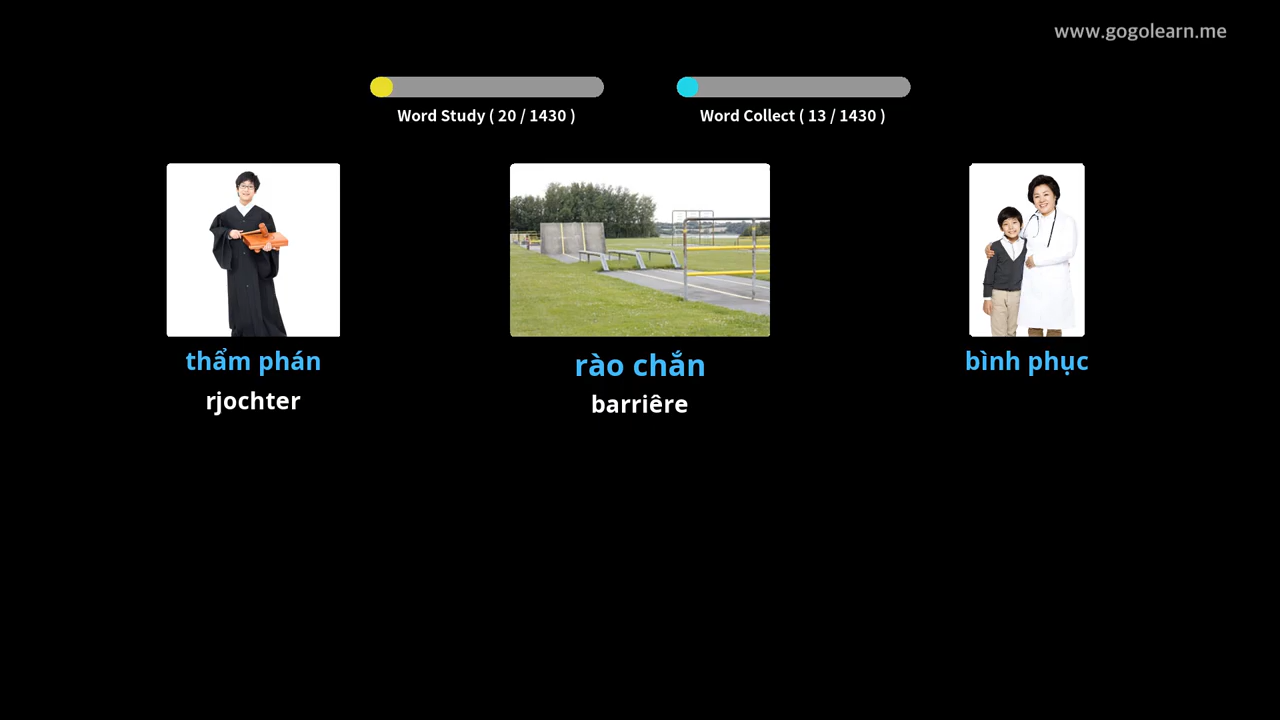 www.gogolearn.me
Word Study ( 20 / 1430 )
Word Collect ( 13 / 1430 )
thẩm phán
rjochter
rào chắn
barriêre
bình phục